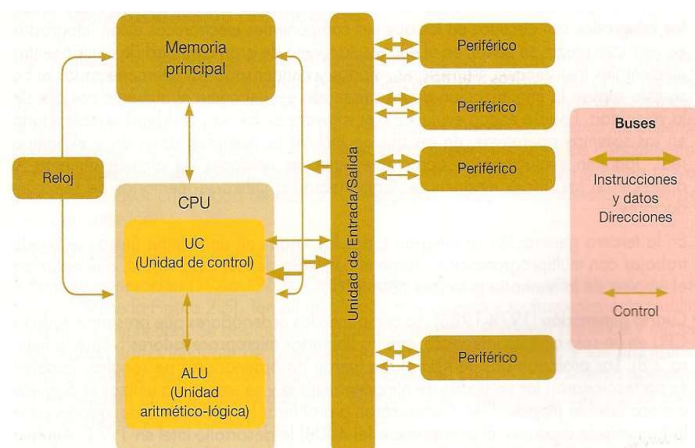 Memoria
principal
Reloj
CPU
UC
(Unidad de control)
ALU
(Unidad
aritmético-lógica)
Unidad de Entrada/Salida
Periférico
Periférico
Periférico
Periférico
Buses
Instrucciones
y datos
Direcciones
Control